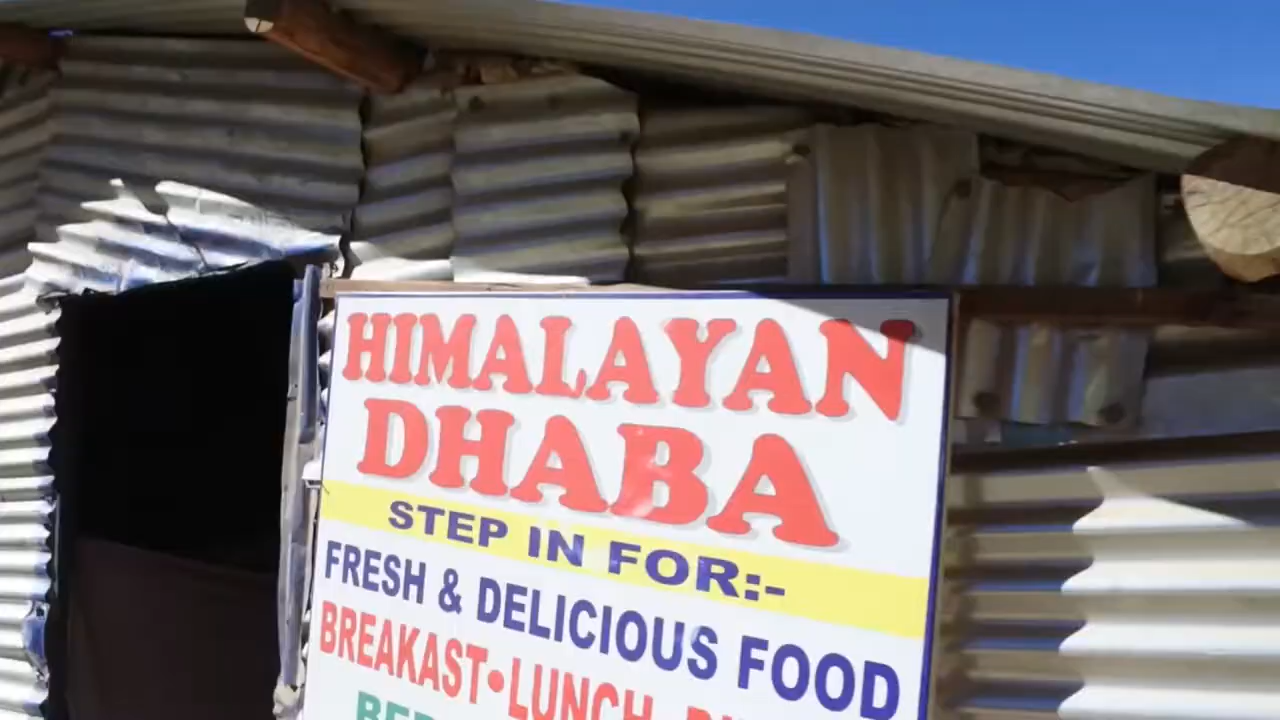 HIMALAYAN
DHABA
STEP IN FOR:-
FRESH & DELICIOUS FOOD
BREAKAST•LUNCH